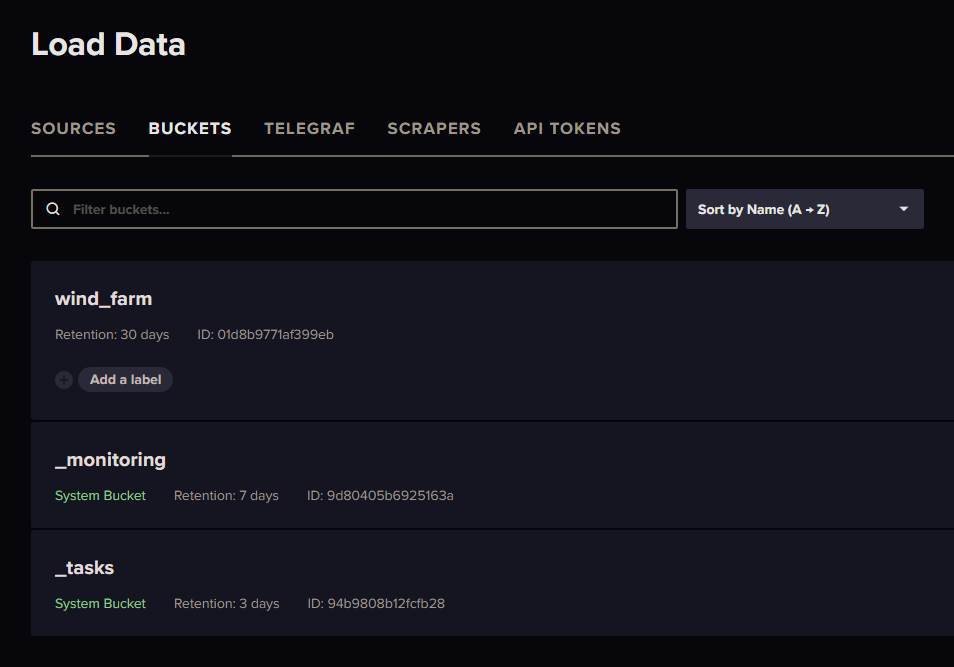 Load Data
SOURCES BUCKETS TELEGRAF SCRAPERS API TOKENS
Filter buckets... Sort by Name (A → Z)
wind_farm
Retention: 30 days ID: 01d8b9771af399eb
Add a label
_monitoring
System Bucket Retention: 7 days ID: 9d80405b6925163a
_tasks
System Bucket Retention: 3 days ID: 94b9808b12fcfb28